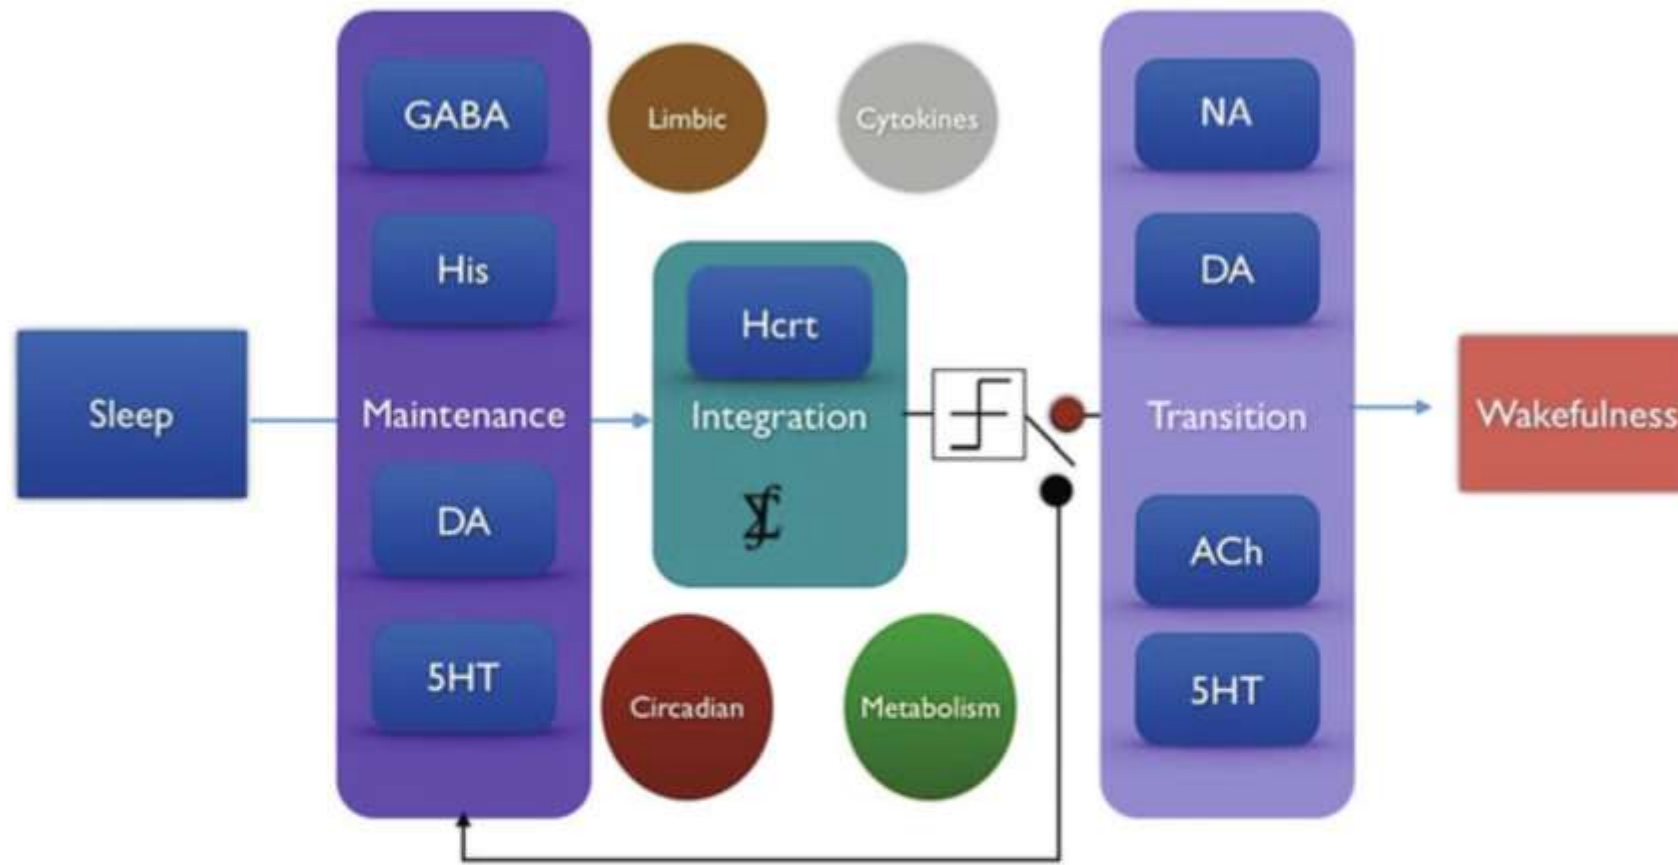 GABA
Limbic
Cytokines
NA
His
DA
Hcrt
Sleep
Maintenance
Integration
Transition
Wakefulness
DA
ACh
5HT
5HT
Circadian
Metabolism